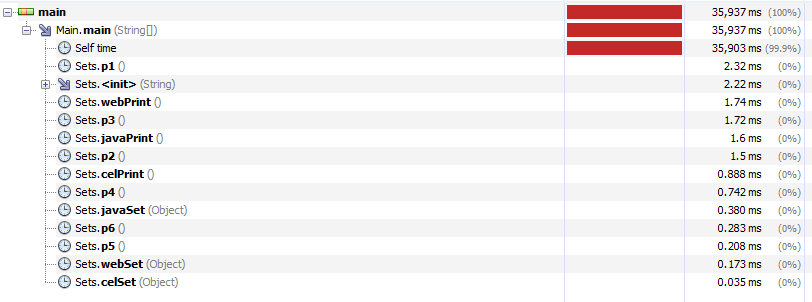 main 35,937 ms (100%)
Main.main (String[]) 35,937 ms (100%)
Self time 35,903 ms (99.9%)
Sets.p1 () 2.32 ms (0%)
Sets.<init> (String) 2.22 ms (0%)
Sets.webPrint () 1.74 ms (0%)
Sets.p3 () 1.72 ms (0%)
Sets.javaPrint () 1.6 ms (0%)
Sets.p2 () 1.5 ms (0%)
Sets.celPrint () 0.888 ms (0%)
Sets.p4 () 0.742 ms (0%)
Sets.javaSet (Object) 0.380 ms (0%)
Sets.p6 () 0.283 ms (0%)
Sets.p5 () 0.208 ms (0%)
Sets.webSet (Object) 0.173 ms (0%)
Sets.celSet (Object) 0.035 ms (0%)